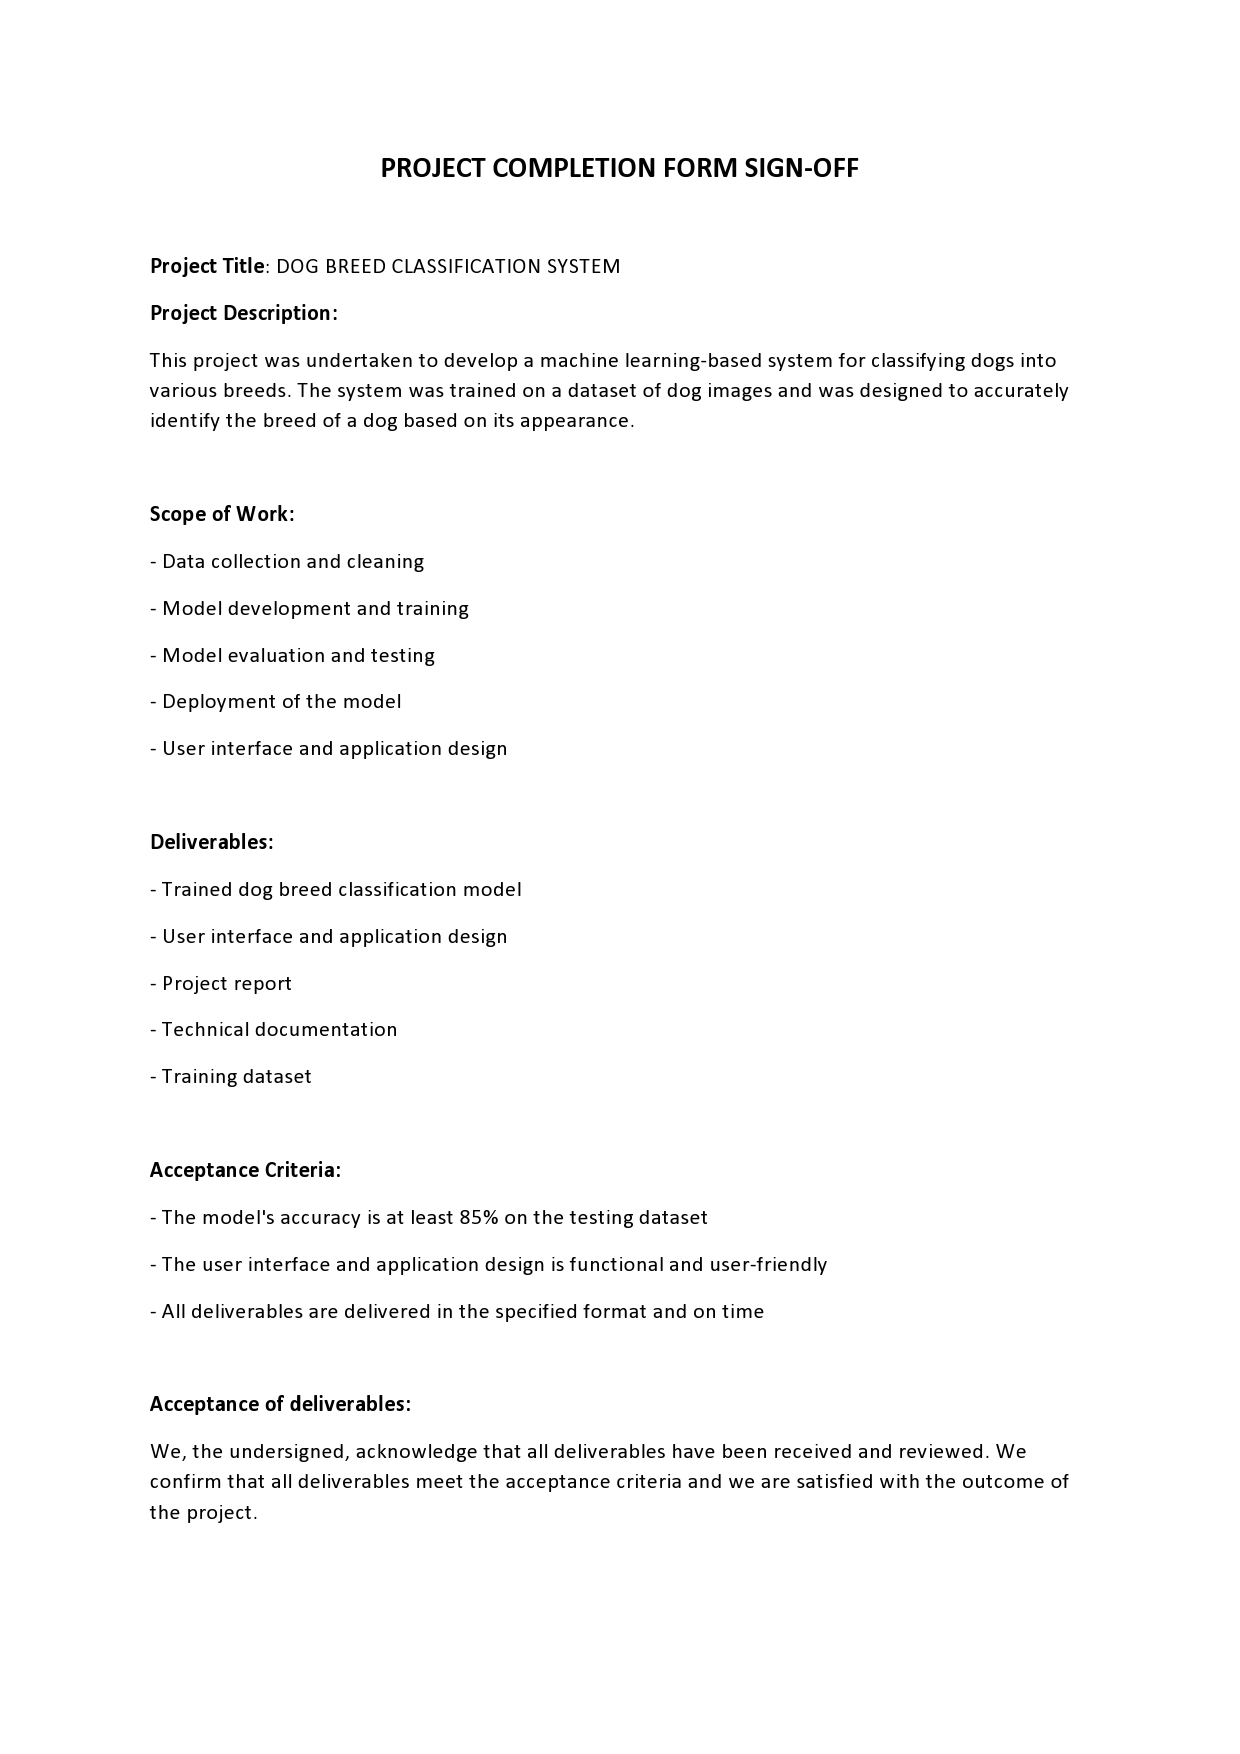 PROJECT COMPLETION FORM SIGN-OFF
Project Title: DOG BREED CLASSIFICATION SYSTEM
Project Description:
This project was undertaken to develop a machine learning-based system for classifying dogs into
various breeds. The system was trained on a dataset of dog images and was designed to accurately
identify the breed of a dog based on its appearance.
Scope of Work:
- Data collection and cleaning
- Model development and training
- Model evaluation and testing
- Deployment of the model
- User interface and application design
Deliverables:
- Trained dog breed classification model
- User interface and application design
- Project report
- Technical documentation
- Training dataset
Acceptance Criteria:
- The model's accuracy is at least 85% on the testing dataset
- The user interface and application design is functional and user-friendly
- All deliverables are delivered in the specified format and on time
Acceptance of deliverables:
We, the undersigned, acknowledge that all deliverables have been received and reviewed. We
confirm that all deliverables meet the acceptance criteria and we are satisfied with the outcome of
the project.